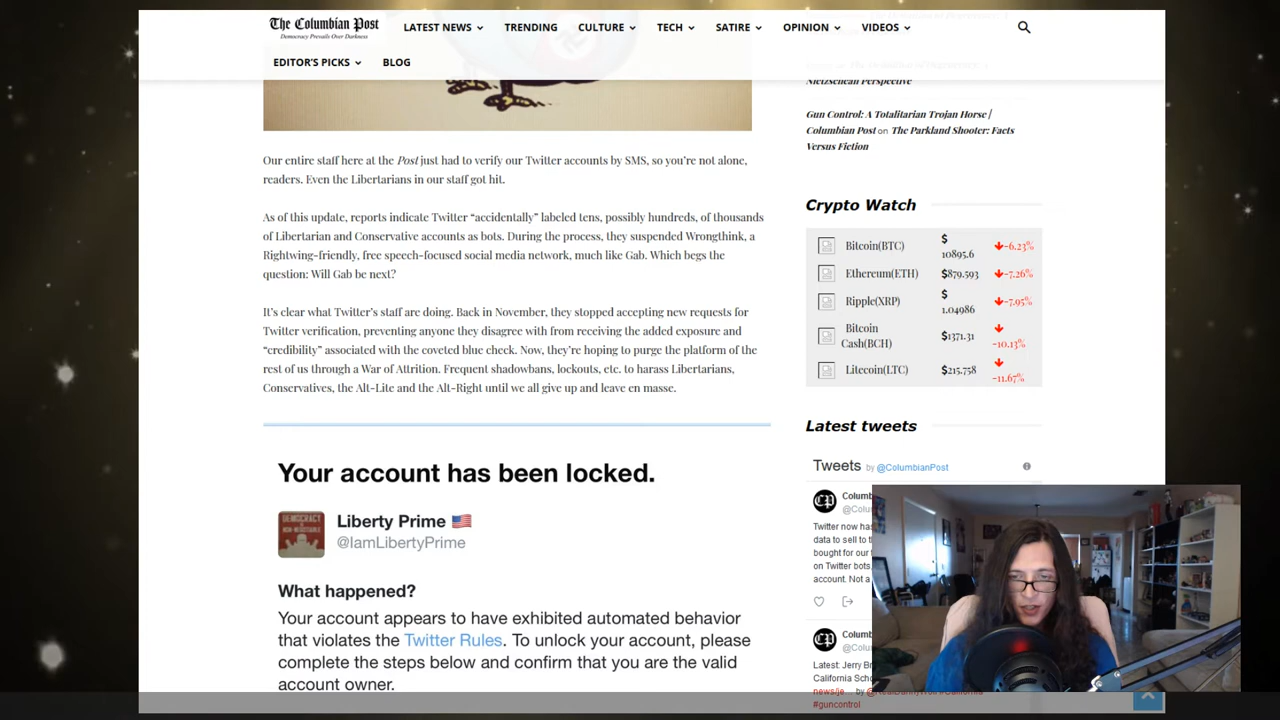 The Columbian Post
Democracy Prevails Over Darkness
LATEST NEWS
TRENDING
CULTURE
TECH
SATIRE
OPINION
VIDEOS
EDITOR'S PICKS
BLOG
Our entire staff here at the Post just had to verify our Twitter accounts by SMS, so you're not alone,
readers. Even the Libertarians in our staff got hit.
As of this update, reports indicate Twitter “accidentally” labeled tens, possibly hundreds, of thousands
of Libertarian and Conservative accounts as bots. During the process, they suspended Wrongthink, a
Rightwing-friendly, free speech-focused social media network, much like Gab. Which begs the
question: Will Gab be next?
It's clear what Twitter's staff are doing. Back in November, they stopped accepting new requests for
Twitter verification, preventing anyone they disagree with from receiving the added exposure and
“credibility” associated with the coveted blue check. Now, they're hoping to purge the platform of the
rest of us through a War of Attrition. Frequent shadowbans, lockouts, etc. to harass Libertarians,
Conservatives, the Alt-Lite and the Alt-Right until we all give up and leave en masse.
Your account has been locked.
Liberty Prime
@IamLibertyPrime
What happened?
Your account appears to have exhibited automated behavior
that violates the Twitter Rules. To unlock your account, please
complete the steps below and confirm that you are the valid
account owner.
Nietzschean Perspective
Gun Control: A Totalitarian Trojan Horse |
Columbian Post on The Parkland Shooter: Facts
Versus Fiction
Crypto Watch
Bitcoin(BTC) $ 10895.6 -6.23%
Ethereum(ETH) $879.593 -7.26%
Ripple(XRP) $ 1.04986 -7.95%
Bitcoin Cash(BCH) $1371.31 -10.13%
Litecoin(LTC) $215.758 -11.67%
Latest tweets
Tweets by @ColumbianPost
CP Columb
@Colu
Twitter now has
data to sell to t
bought for our
on Twitter bots,
account. Not a
CP Columb
@Colu
Latest: Jerry Br
California Scho
news/je... by
#guncontrol